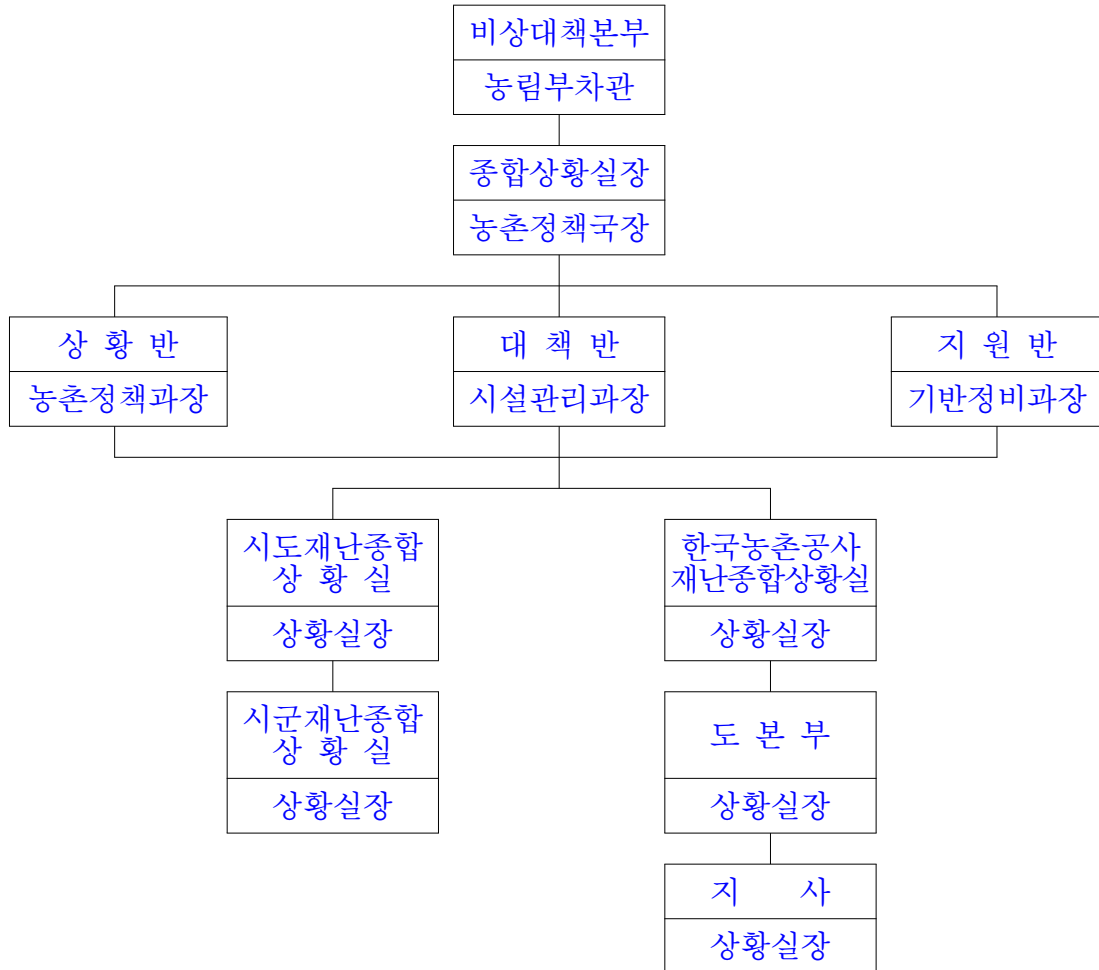 비상대책본부
농림부차관
종합상황실장
농촌정책국장
상 황 반
농촌정책과장
대 책 반
시설관리과장
지 원 반
기반정비과장
시도재난종합
상 황 실
상황실장
한국농촌공사
재난종합상황실
상황실장
시군재난종합
상 황 실
상황실장
도 본 부
상황실장
지 사
상황실장